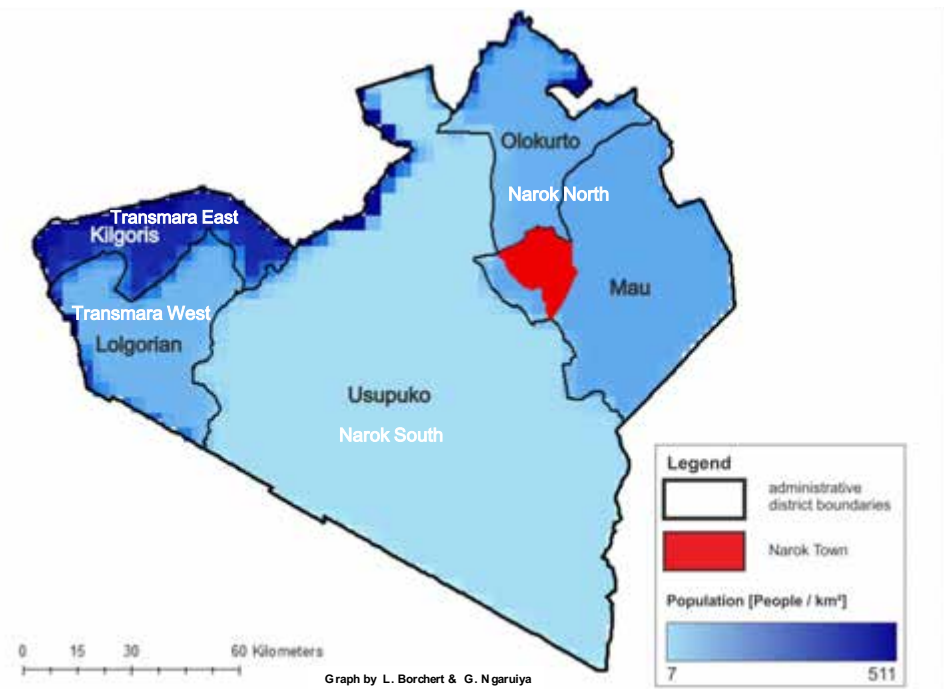 Olokurto
Narok North
Transmara East
Kilgoris
Mau
Transmara West
Lolgorian
Usupuko
Narok South
Legend
administrative
district boundaries
Narok Town
Population [People / km²]
7 511
0 15 30 60 Kilometers
Graph by L. Borchert & G. Ngaruiya